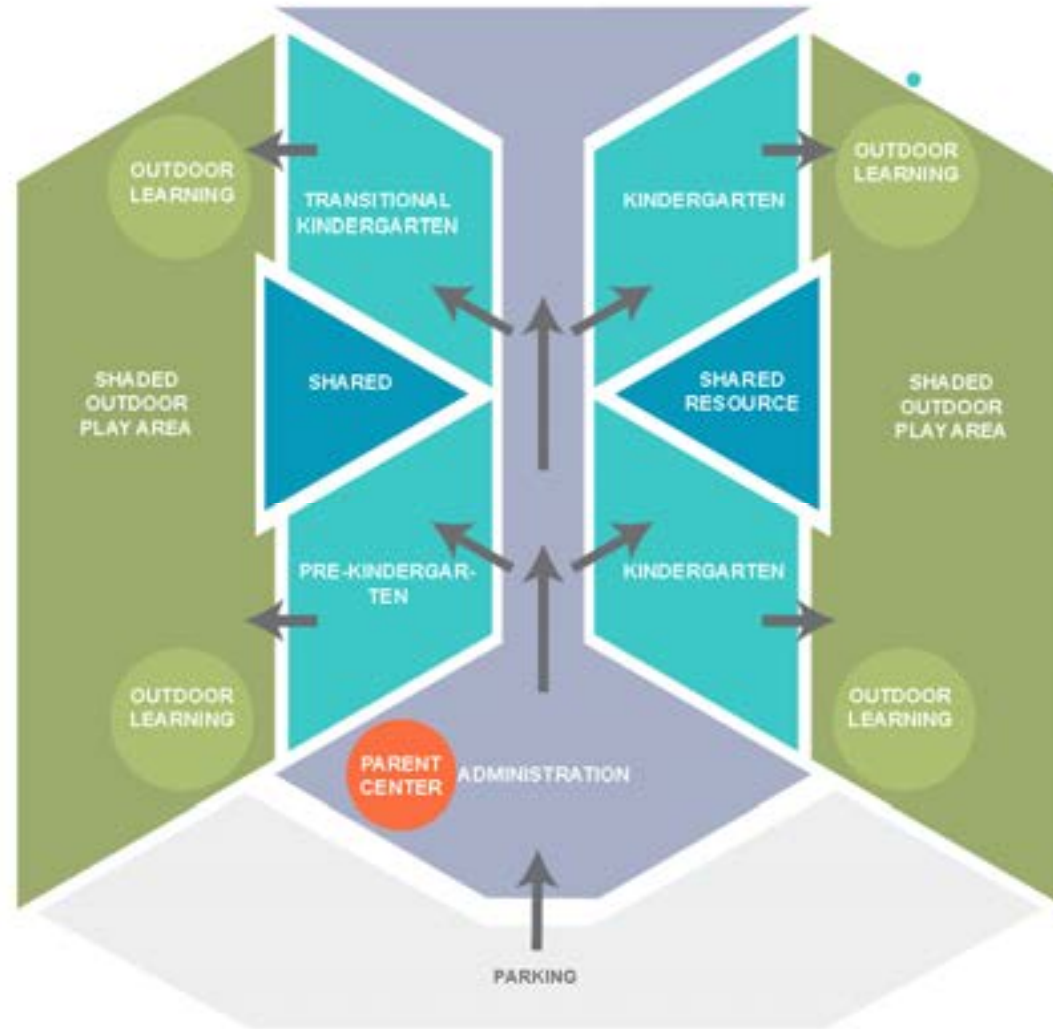 OUTDOOR
LEARNING
TRANSITIONAL
KINDERGARTEN
KINDERGARTEN
OUTDOOR
LEARNING
SHADED
OUTDOOR
PLAY AREA
SHARED
SHARED
RESOURCE
SHADED
OUTDOOR
PLAY AREA
PRE-KINDERGAR-
TEN
KINDERGARTEN
OUTDOOR
LEARNING
OUTDOOR
LEARNING
PARENT
CENTER
ADMINISTRATION
PARKING